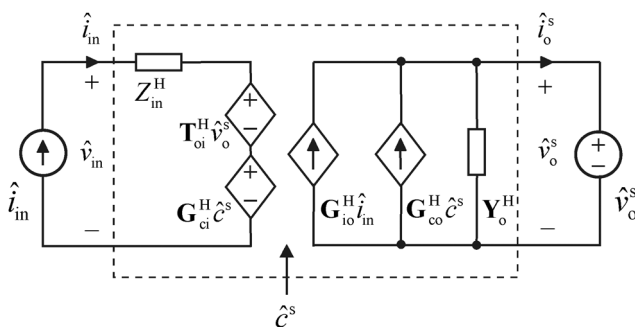 î_in
î_o^s
+
+
+
Z_in^H
−
T_oi^H v̂_o^s
v̂_in
v̂_o^s
+
−
î_in
+
−
G_ci^H ĉ^s
G_io^H î_in
G_co^H ĉ^s
Y_o^H
v̂_o^s
−
−
ĉ^s